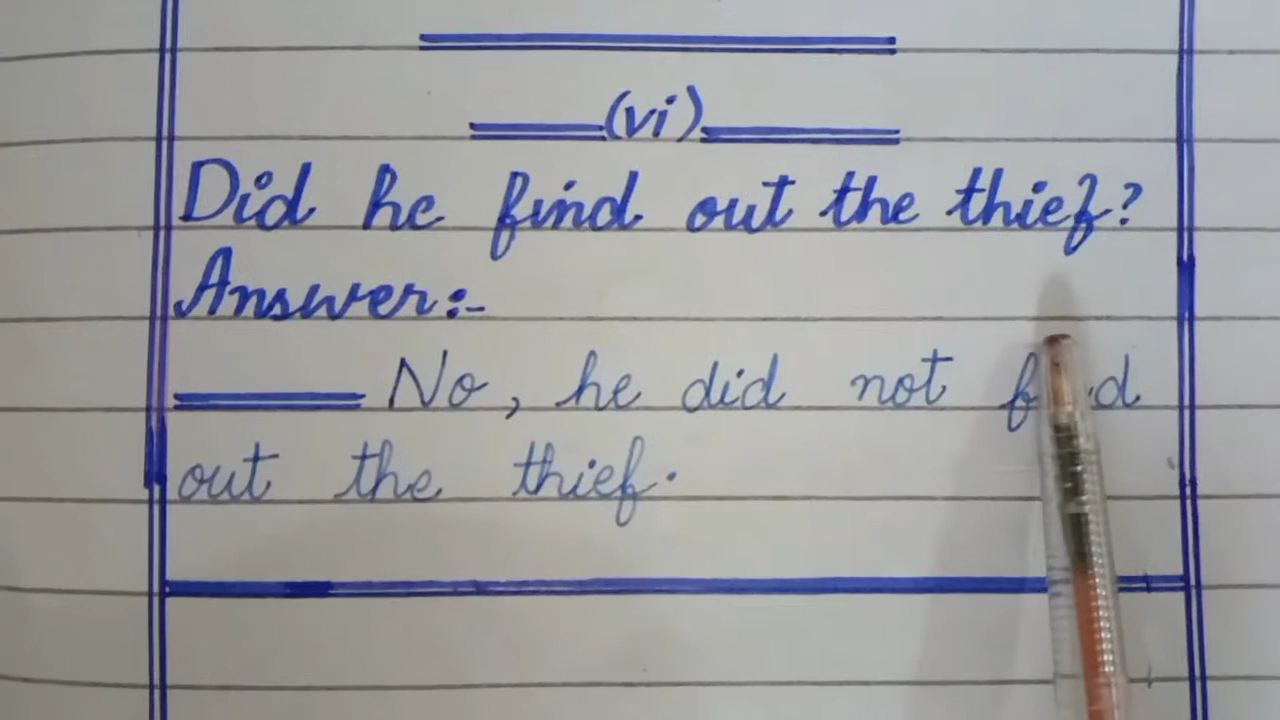 (vi)
Did he find out the thief?
Answer:-
No, he did not
out the thief.